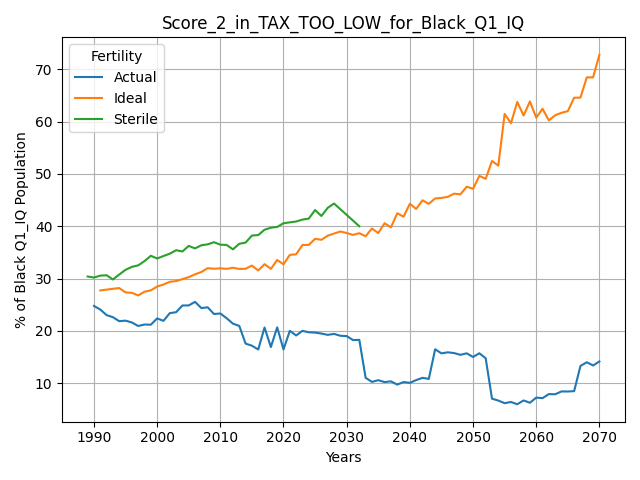 Score_2_in_TAX_TOO_LOW_for_Black_Q1_IQ
Fertility
Actual
Ideal
Sterile
% of Black Q1_IQ Population
70
60
50
40
30
20
10
1990 2000 2010 2020 2030 2040 2050 2060 2070
Years